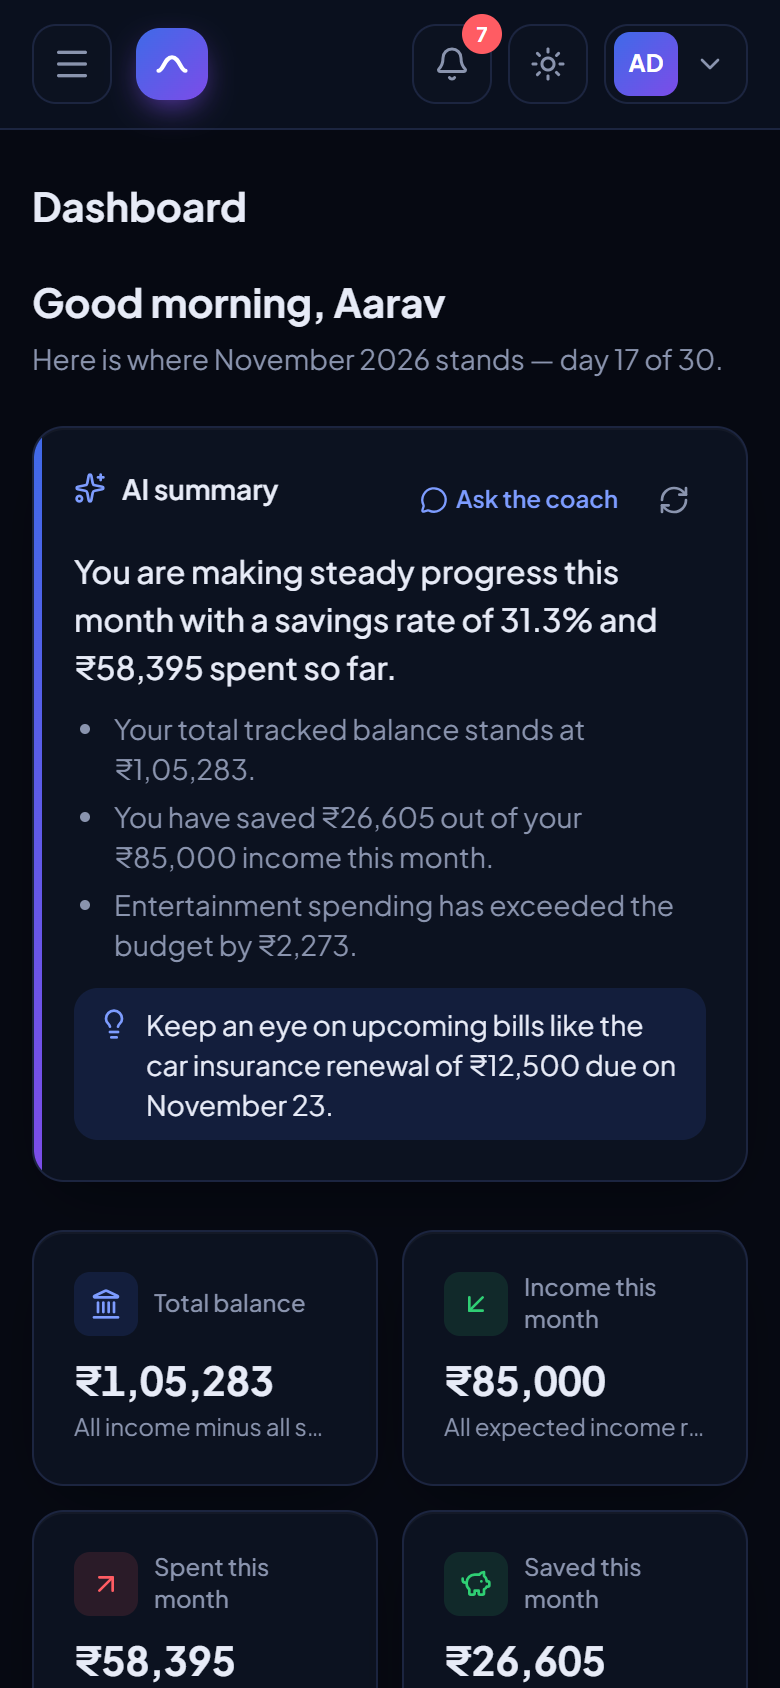 7
AD
Dashboard
Good morning, Aarav
Here is where November 2026 stands — day 17 of 30.
AI summary
Ask the coach
You are making steady progress this
month with a savings rate of 31.3% and
₹58,395 spent so far.
• Your total tracked balance stands at
₹1,05,283.
• You have saved ₹26,605 out of your
₹85,000 income this month.
• Entertainment spending has exceeded the
budget by ₹2,273.
Keep an eye on upcoming bills like the
car insurance renewal of ₹12,500 due on
November 23.
Total balance
₹1,05,283
All income minus all s...
Income this
month
₹85,000
All expected income r...
Spent this
month
₹58,395
Saved this
month
₹26,605